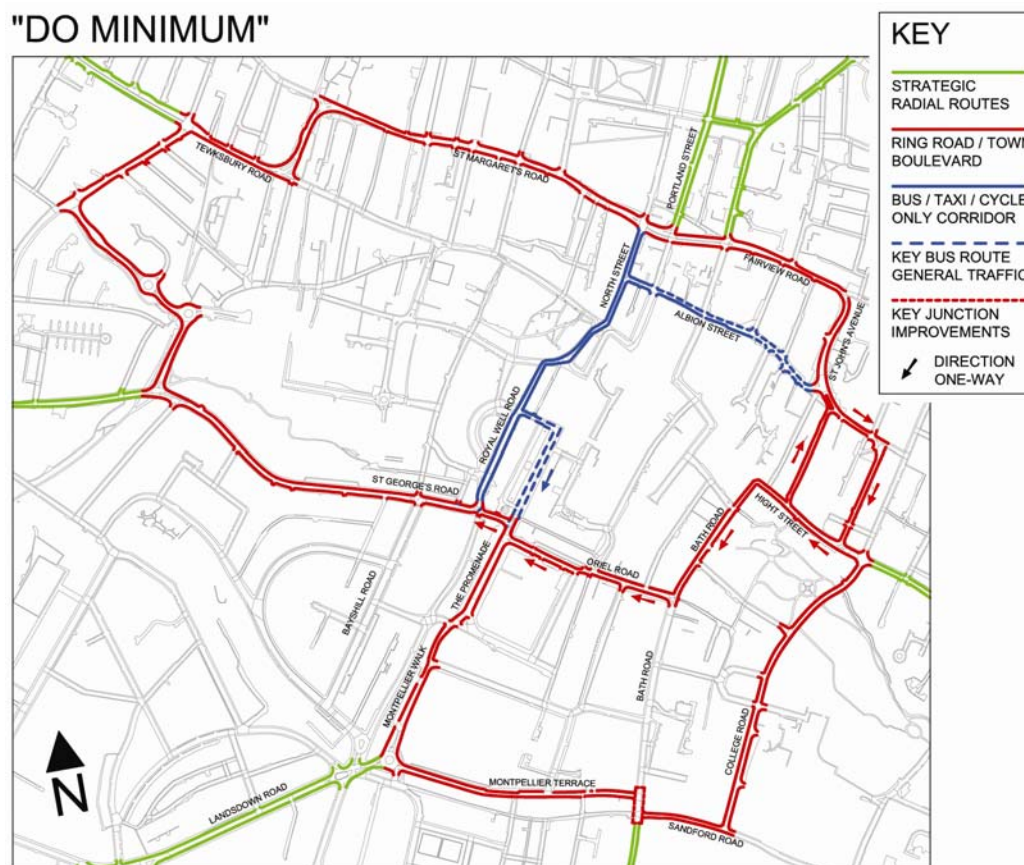 "DO MINIMUM"
KEY
STRATEGIC
RADIAL ROUTES
RING ROAD / TOWN
BOULEVARD
BUS / TAXI / CYCLE
ONLY CORRIDOR
KEY BUS ROUTE
GENERAL TRAFFIC
KEY JUNCTION
IMPROVEMENTS
DIRECTION
ONE-WAY
TEWKSBURY ROAD
ST MARGARET'S ROAD
PORTLAND STREET
NORTH STREET
FAIRVIEW ROAD
ALBION STREET
ST JOHN'S AVENUE
ROYAL WELL ROAD
ST GEORGE'S ROAD
HIGHT STREET
BATH ROAD
ORIEL ROAD
THE PROMENADE
BAYSHILL ROAD
MONTPELLIER WALK
BATH ROAD
COLLEGE ROAD
MONTPELLIER TERRACE
LANDSDOWN ROAD
SANDFORD ROAD
N